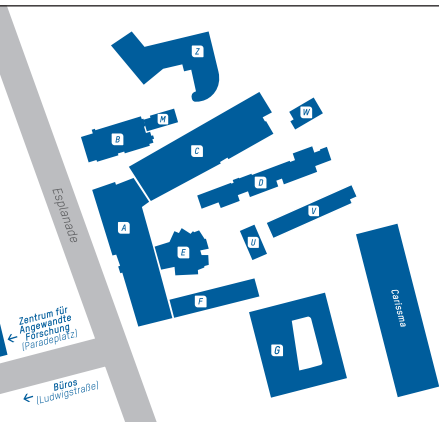 Z
M
W
B
C
D
V
A
U
E
F
G
Esplanade
Carissma
Zentrum für
Angewandte
Forschung
(Paradeplatz)
Büros
(Ludwigstraße)